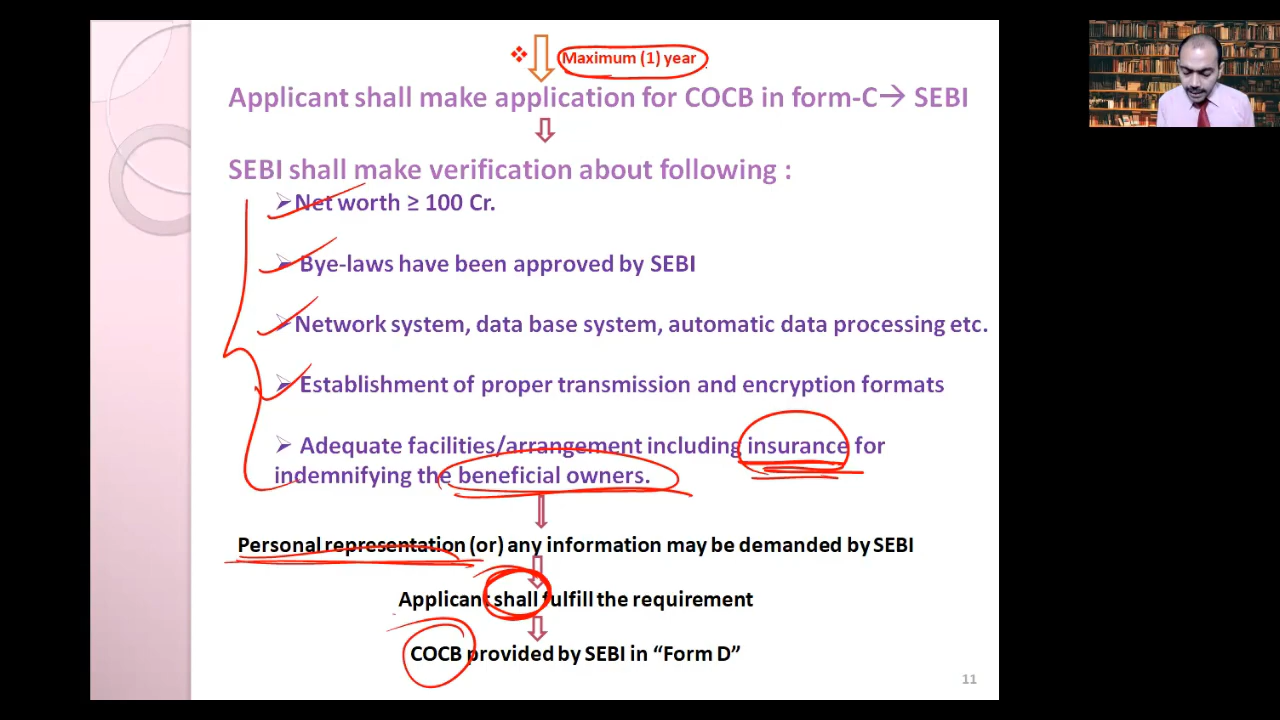 ❖ Maximum (1) year
Applicant shall make application for COCB in form-C→ SEBI
SEBI shall make verification about following :
➢ Net worth ≥ 100 Cr.
➢ Bye-laws have been approved by SEBI
➢ Network system, data base system, automatic data processing etc.
➢ Establishment of proper transmission and encryption formats
➢ Adequate facilities/arrangement including insurance for
indemnifying the beneficial owners.
Personal representation (or) any information may be demanded by SEBI
Applicant shall fulfill the requirement
COCB provided by SEBI in “Form D”
11